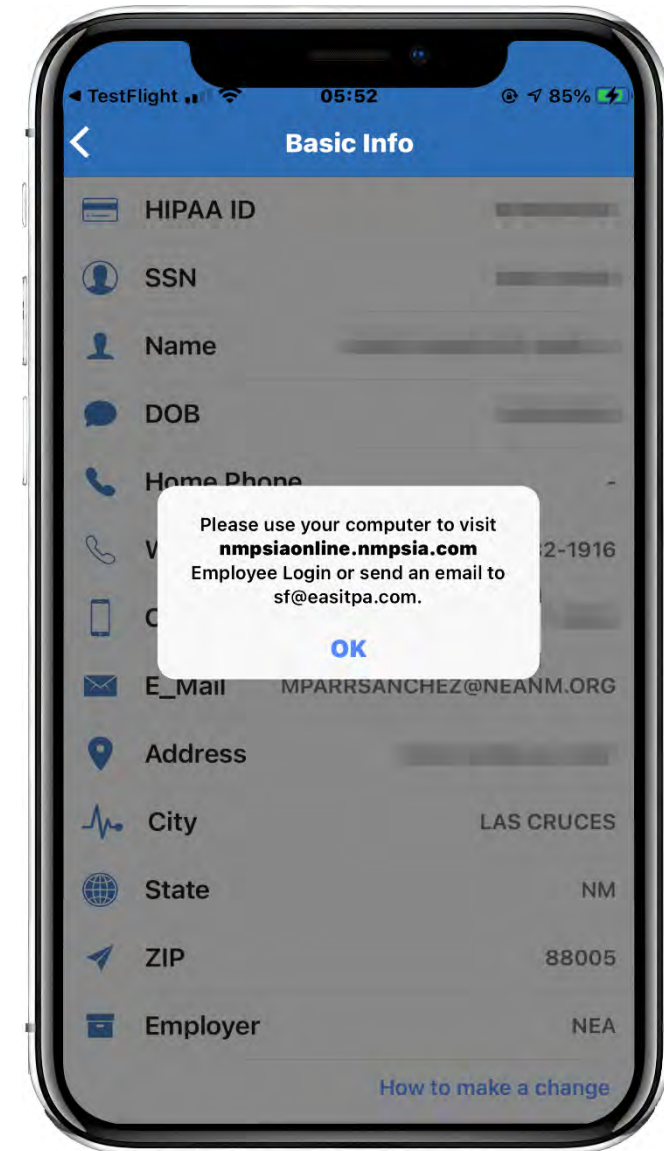 TestFlight 05:52 85%
Basic Info
HIPAA ID
SSN
Name
DOB
Home Phone -
W 2-1916
C
E_Mail MPARRSANCHEZ@NEANM.ORG
Address
City LAS CRUCES
State NM
ZIP 88005
Employer NEA
How to make a change
Please use your computer to visit
nmpsiaonline.nmpsia.com
Employee Login or send an email to
sf@easitpa.com.
OK